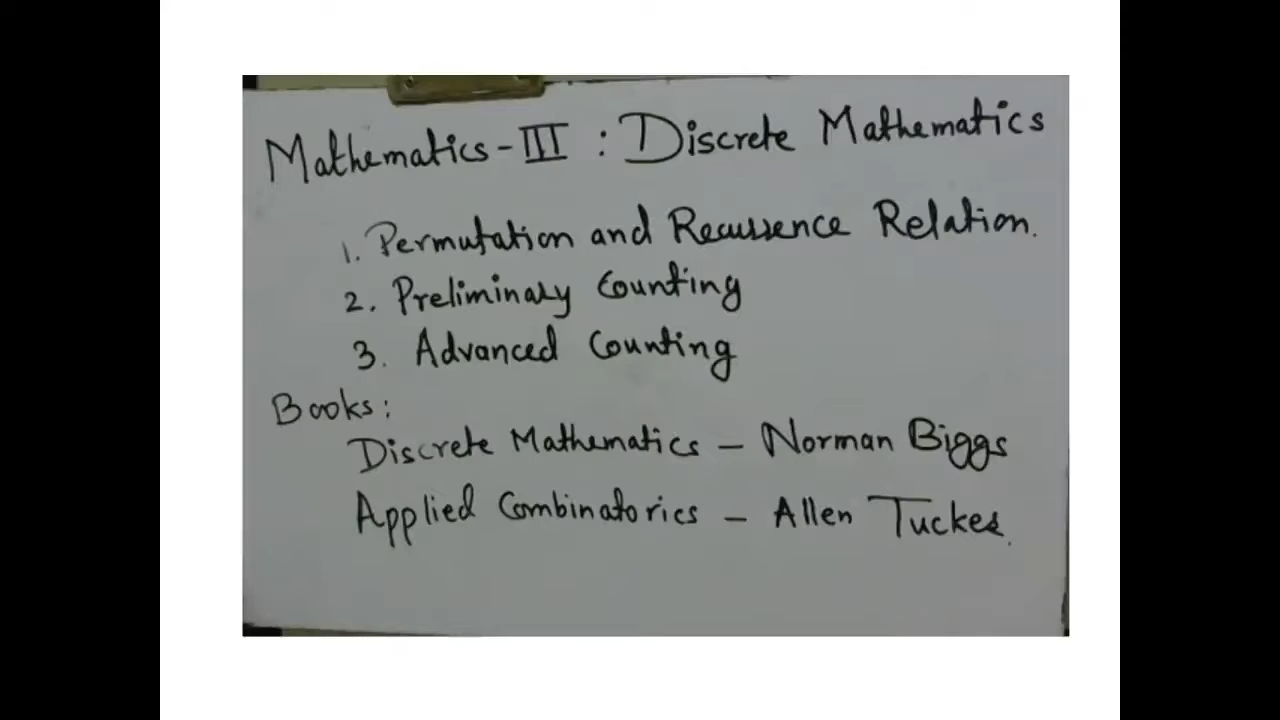 Mathematics-III : Discrete Mathematics
1. Permutation and Recurrence Relation.
2. Preliminary Counting
3. Advanced Counting
Books:
Discrete Mathematics – Norman Biggs
Applied Combinatorics – Allen Tucker.